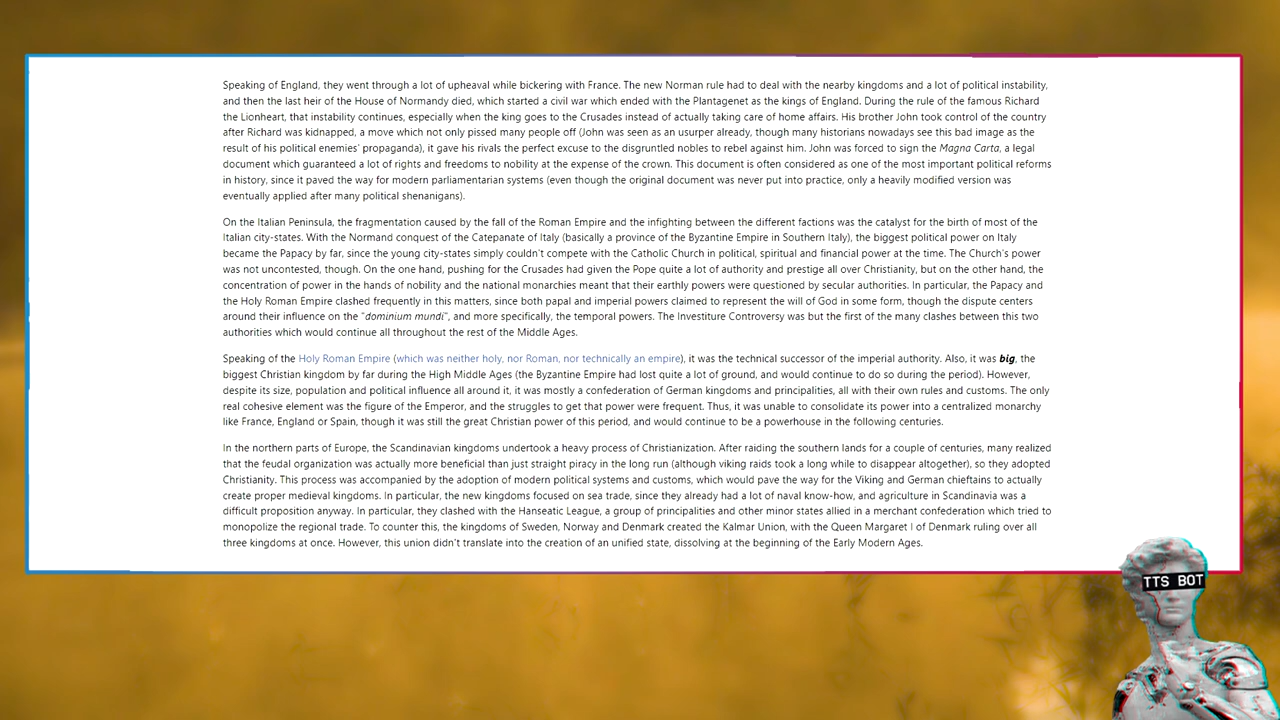 Speaking of England, they went through a lot of upheaval while bickering with France. The new Norman rule had to deal with the nearby kingdoms and a lot of political instability,
and then the last heir of the House of Normandy died, which started a civil war which ended with the Plantagenet as the kings of England. During the rule of the famous Richard
the Lionheart, that instability continues, especially when the king goes to the Crusades instead of actually taking care of home affairs. His brother John took control of the country
after Richard was kidnapped, a move which not only pissed many people off (John was seen as an usurper already, though many historians nowadays see this bad image as the
result of his political enemies' propaganda), it gave his rivals the perfect excuse to the disgruntled nobles to rebel against him. John was forced to sign the Magna Carta, a legal
document which guaranteed a lot of rights and freedoms to nobility at the expense of the crown. This document is often considered as one of the most important political reforms
in history, since it paved the way for modern parliamentarian systems (even though the original document was never put into practice, only a heavily modified version was
eventually applied after many political shenanigans).
On the Italian Peninsula, the fragmentation caused by the fall of the Roman Empire and the infighting between the different factions was the catalyst for the birth of most of the
Italian city-states. With the Normand conquest of the Catepanate of Italy (basically a province of the Byzantine Empire in Southern Italy), the biggest political power on Italy
became the Papacy by far, since the young city-states simply couldn't compete with the Catholic Church in political, spiritual and financial power at the time. The Church's power
was not uncontested, though. On the one hand, pushing for the Crusades had given the Pope quite a lot of authority and prestige all over Christianity, but on the other hand, the
concentration of power in the hands of nobility and the national monarchies meant that their earthly powers were questioned by secular authorities. In particular, the Papacy and
the Holy Roman Empire clashed frequently in this matters, since both papal and imperial powers claimed to represent the will of God in some form, though the dispute centers
around their influence on the "dominium mundi", and more specifically, the temporal powers. The Investiture Controversy was but the first of the many clashes between this two
authorities which would continue all throughout the rest of the Middle Ages.
Speaking of the Holy Roman Empire (which was neither holy, nor Roman, nor technically an empire), it was the technical successor of the imperial authority. Also, it was big, the
biggest Christian kingdom by far during the High Middle Ages (the Byzantine Empire had lost quite a lot of ground, and would continue to do so during the period). However,
despite its size, population and political influence all around it, it was mostly a confederation of German kingdoms and principalities, all with their own rules and customs. The only
real cohesive element was the figure of the Emperor, and the struggles to get that power were frequent. Thus, it was unable to consolidate its power into a centralized monarchy
like France, England or Spain, though it was still the great Christian power of this period, and would continue to be a powerhouse in the following centuries.
In the northern parts of Europe, the Scandinavian kingdoms undertook a heavy process of Christianization. After raiding the southern lands for a couple of centuries, many realized
that the feudal organization was actually more beneficial than just straight piracy in the long run (although viking raids took a long while to disappear altogether), so they adopted
Christianity. This process was accompanied by the adoption of modern political systems and customs, which would pave the way for the Viking and German chieftains to actually
create proper medieval kingdoms. In particular, the new kingdoms focused on sea trade, since they already had a lot of naval know-how, and agriculture in Scandinavia was a
difficult proposition anyway. In particular, they clashed with the Hanseatic League, a group of principalities and other minor states allied in a merchant confederation which tried to
monopolize the regional trade. To counter this, the kingdoms of Sweden, Norway and Denmark created the Kalmar Union, with the Queen Margaret I of Denmark ruling over all
three kingdoms at once. However, this union didn't translate into the creation of an unified state, dissolving at the beginning of the Early Modern Ages.
TTS BOT